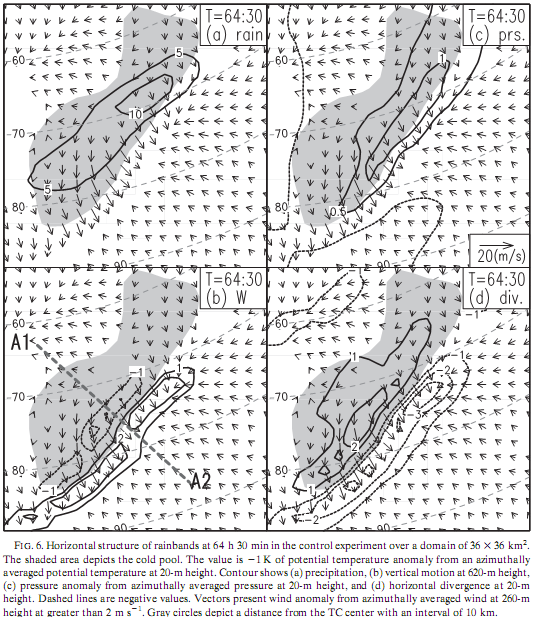 T=64:30
(a) rain
5
60
10
70
5
80
90
T=64:30
(c) prs.
1
60
70
80
0.5
20(m/s)
T=64:30
(b) W
60
A1
-1
1
70
2
80
-1
A2
90
T=64:30
(d) div.
-1
-1
60
1
-1
-2
70
-3
2
80
-1
1
-2
90
FIG. 6. Horizontal structure of rainbands at 64 h 30 min in the control experiment over a domain of 36 × 36 km².
The shaded area depicts the cold pool. The value is −1 K of potential temperature anomaly from an azimuthally
averaged potential temperature at 20-m height. Contour shows (a) precipitation, (b) vertical motion at 620-m height,
(c) pressure anomaly from azimuthally averaged pressure at 20-m height, and (d) horizontal divergence at 20-m
height. Dashed lines are negative values. Vectors present wind anomaly from azimuthally averaged wind at 260-m
height at greater than 2 m s⁻¹. Gray circles depict a distance from the TC center with an interval of 10 km.